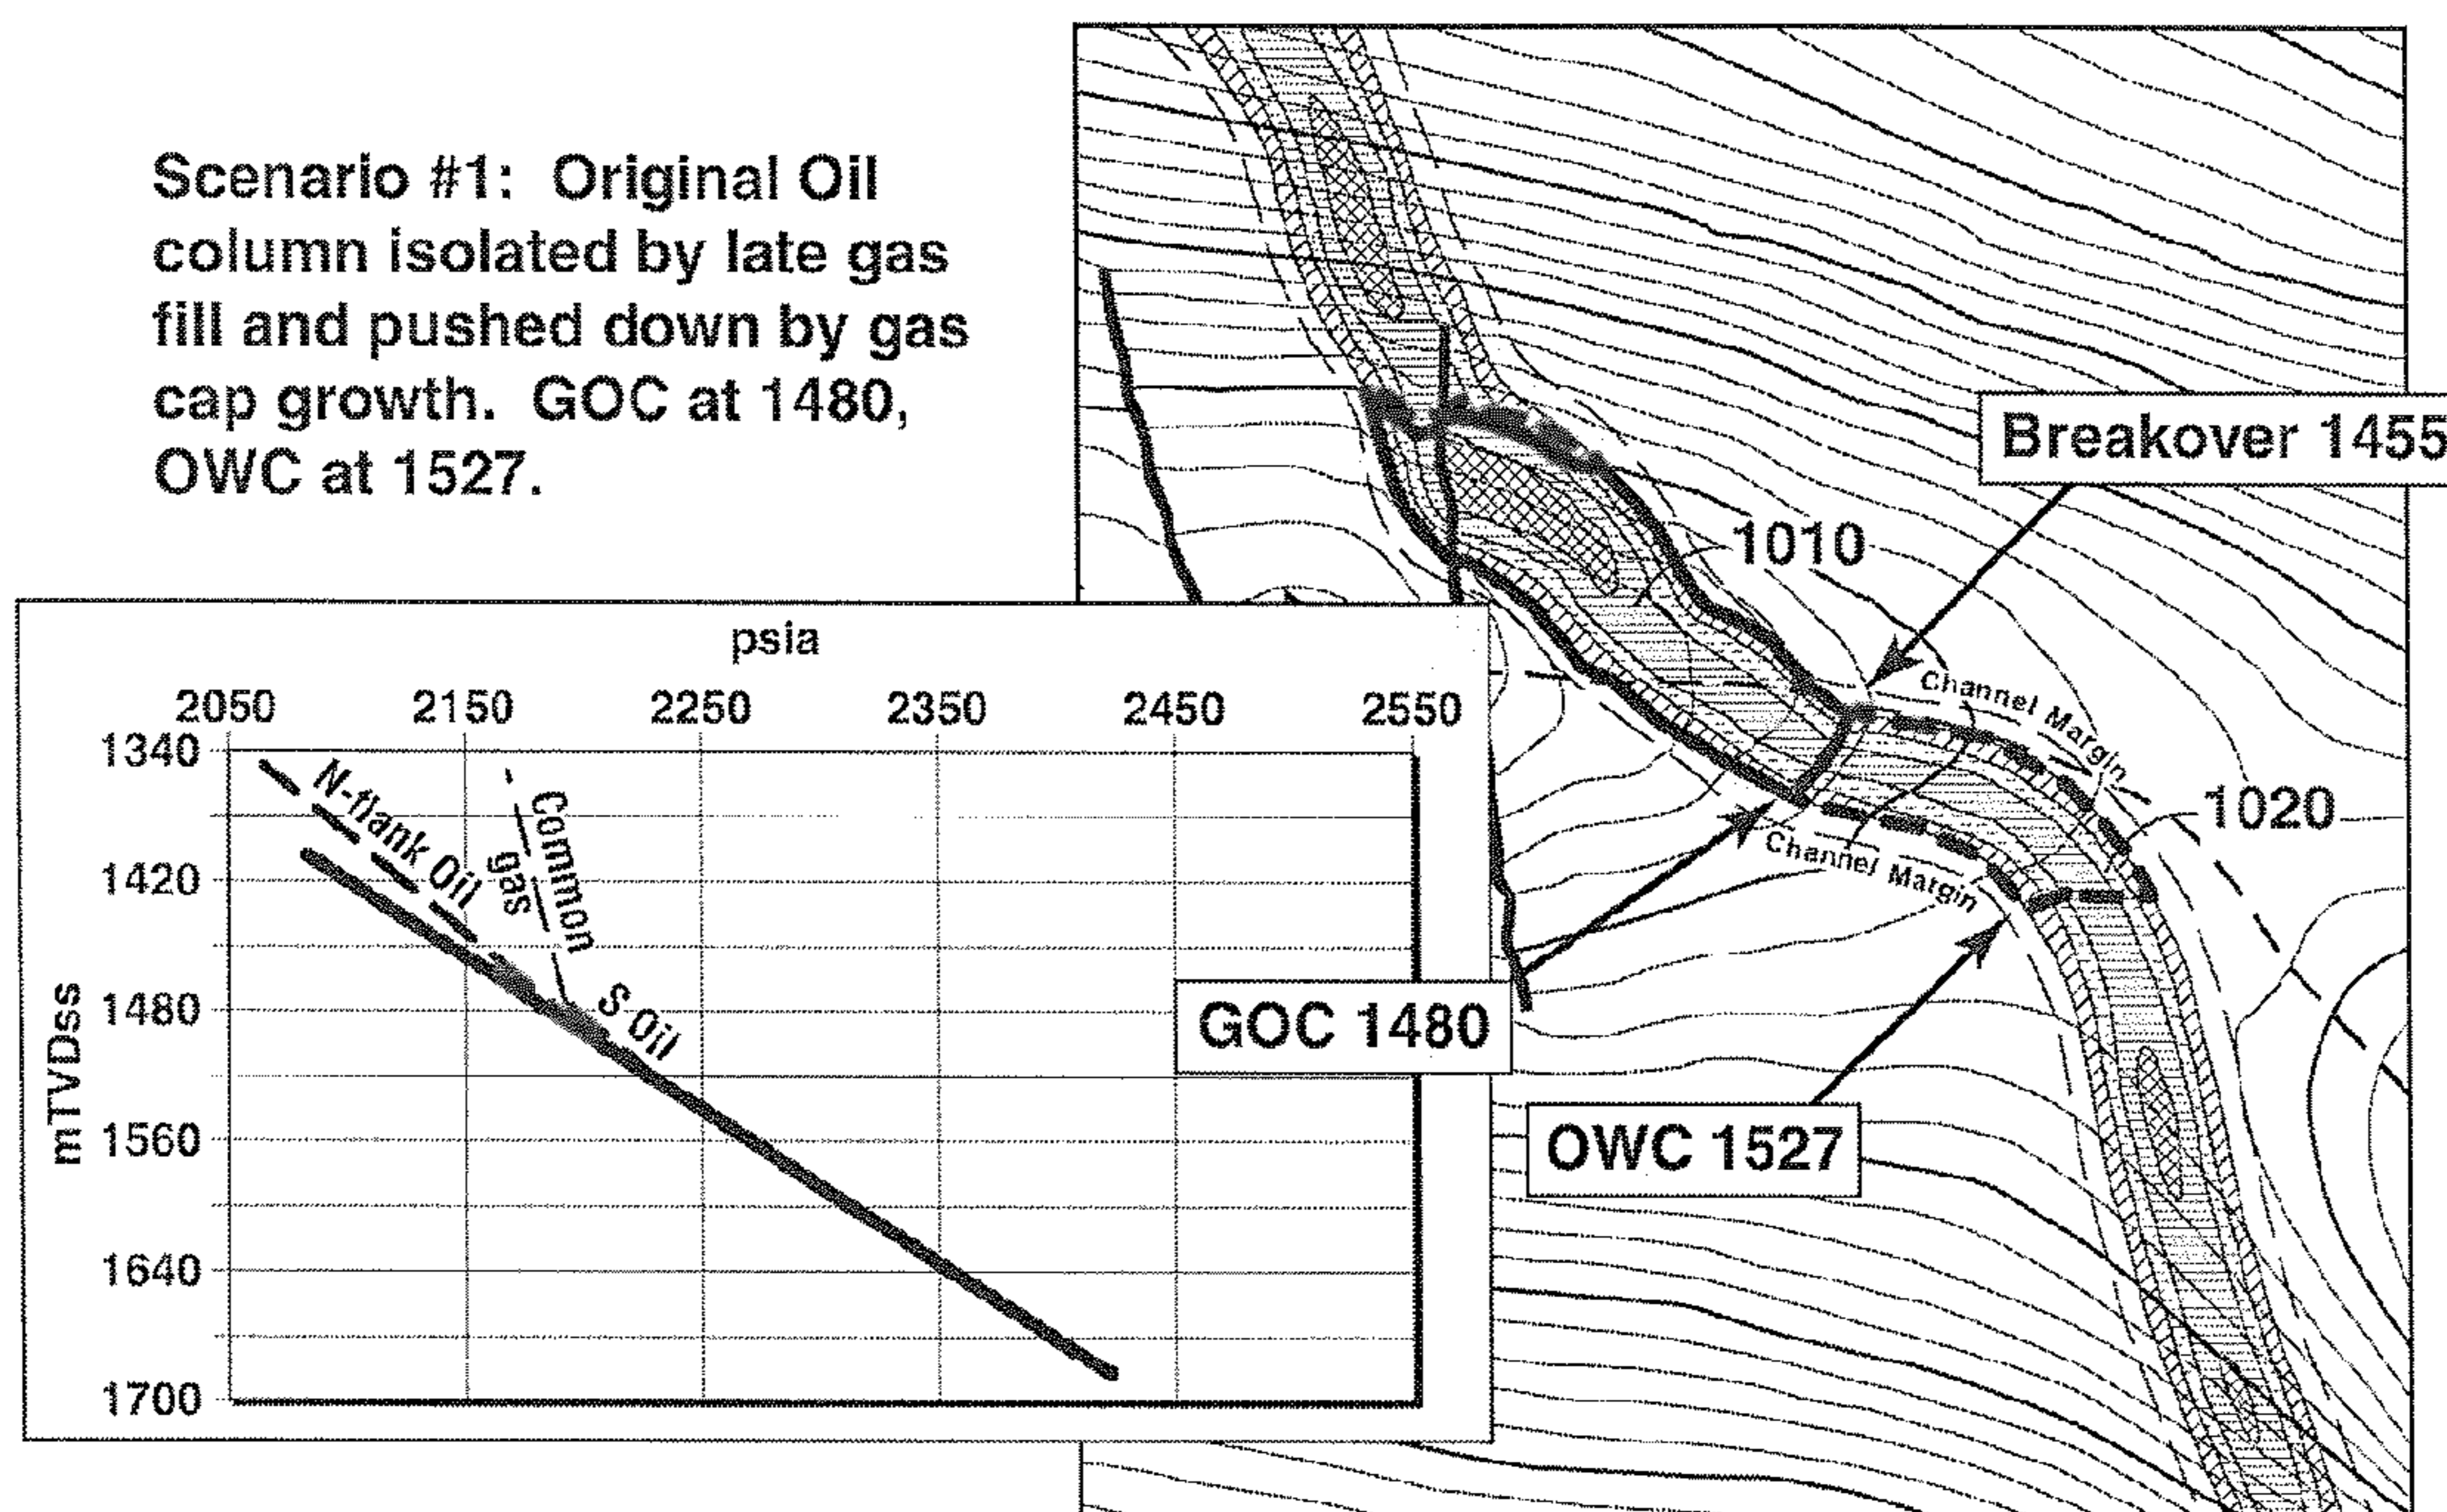 Scenario #1: Original Oil
column isolated by late gas
fill and pushed down by gas
cap growth. GOC at 1480,
OWC at 1527.
Breakover 1455
1010
Channel Margin
1020
Channel Margin
GOC 1480
OWC 1527
psia
2050 2150 2250 2350 2450 2550
mTVDss
1340
1420
1480
1560
1640
1700
N-flank Oil
Common
gas
S Oil